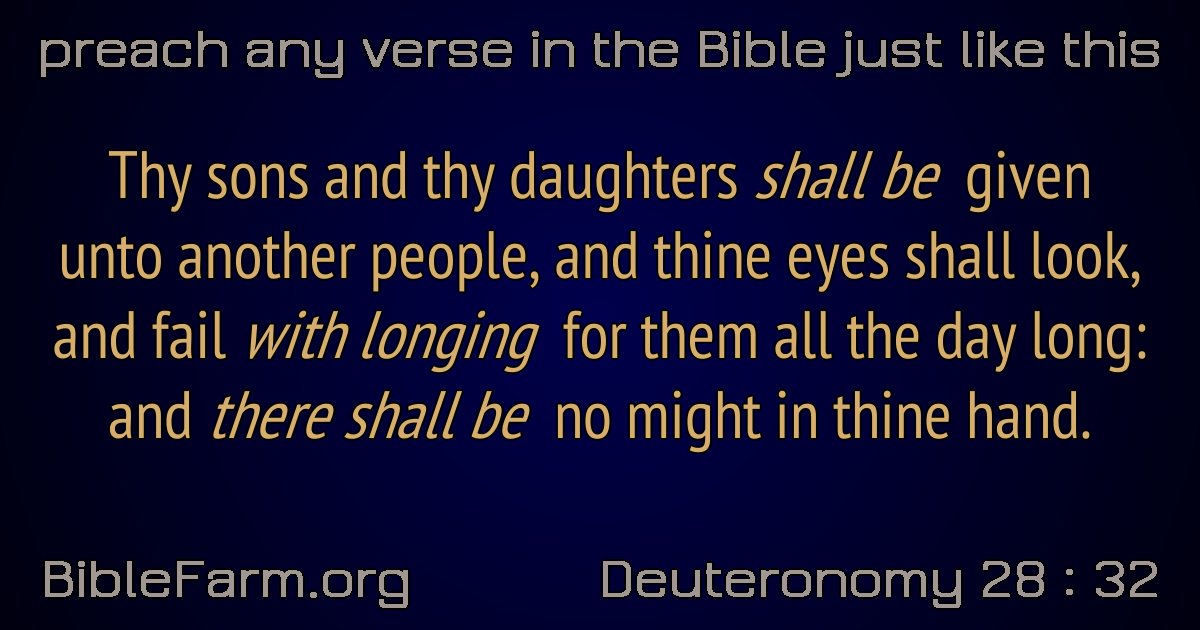 preach any verse in the Bible just like this
Thy sons and thy daughters shall be given
unto another people, and thine eyes shall look,
and fail with longing for them all the day long:
and there shall be no might in thine hand.
BibleFarm.org
Deuteronomy 28 : 32